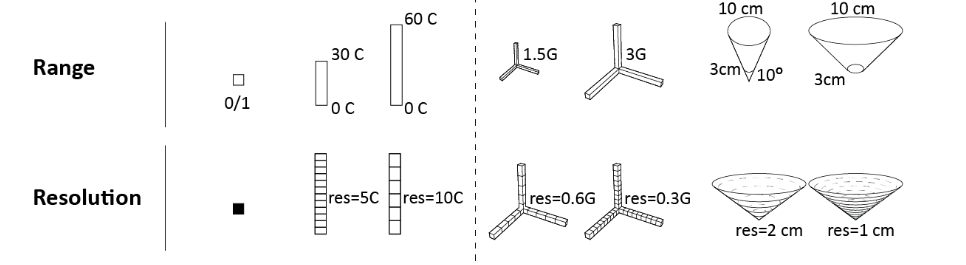 10 cm
10 cm
60 C
Range
30 C
1.5G
3G
3cm
10º
3cm
0/1
0 C
0 C
Resolution
res=5C
res=10C
res=0.6G
res=0.3G
res=2 cm
res=1 cm